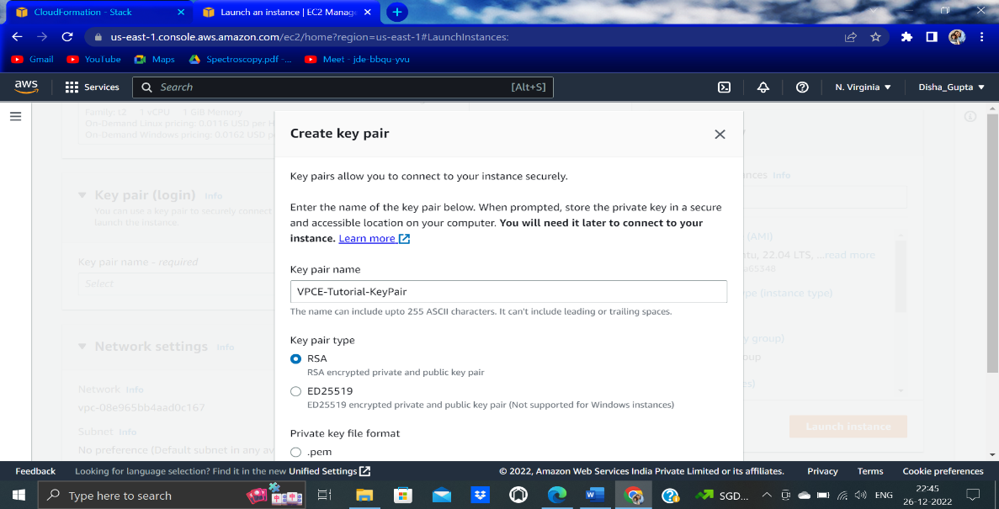 CloudFormation - Stack
Launch an instance | EC2 Manage
us-east-1.console.aws.amazon.com/ec2/home?region=us-east-1#LaunchInstances:
Gmail YouTube Maps Spectroscopy.pdf -... Meet - jde-bbqu-yvu
aws Services Search [Alt+S] N. Virginia Disha_Gupta
Family: t2 1 vCPU 1 GiB Memory
On-Demand Linux pricing: 0.0116 USD per H
On-Demand Windows pricing: 0.0162 USD p
Key pair (login) Info
You can use a key pair to securely connect
launch the instance.
Key pair name - required
Select
Network settings Info
Network Info
vpc-08e965bb4aad0c167
Subnet Info
No preference (Default subnet in any av
Create key pair
Key pairs allow you to connect to your instance securely.
Enter the name of the key pair below. When prompted, store the private key in a secure
and accessible location on your computer. You will need it later to connect to your
instance. Learn more
Key pair name
VPCE-Tutorial-KeyPair
The name can include upto 255 ASCII characters. It can't include leading or trailing spaces.
Key pair type
RSA
RSA encrypted private and public key pair
ED25519
ED25519 encrypted private and public key pair (Not supported for Windows instances)
Private key file format
.pem
nces Info
(AMI)
tu, 22.04 LTS, ...read more
a65348
ype (instance type)
y group)
oup
es)
Launch instance
Feedback Looking for language selection? Find it in the new Unified Settings © 2022, Amazon Web Services India Private Limited or its affiliates. Privacy Terms Cookie preferences
Type here to search SGD... ENG
22:45
26-12-2022